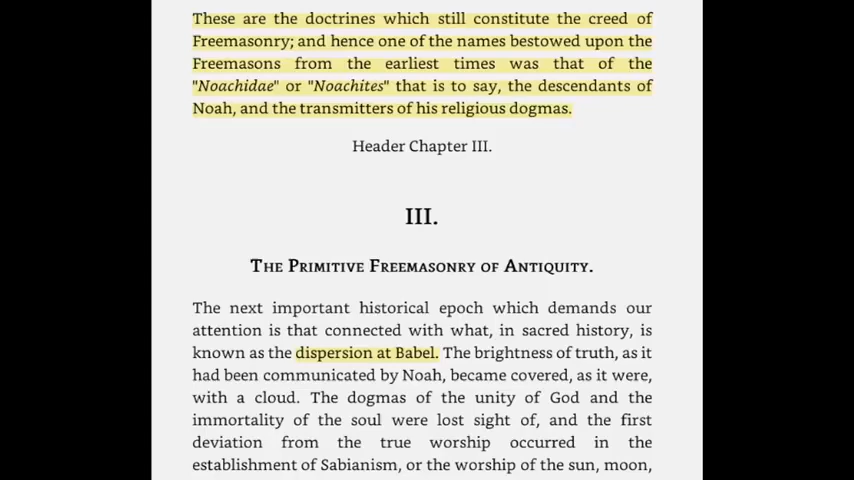 These are the doctrines which still constitute the creed of
Freemasonry; and hence one of the names bestowed upon the
Freemasons from the earliest times was that of the
"Noachidae" or "Noachites" that is to say, the descendants of
Noah, and the transmitters of his religious dogmas.
Header Chapter III.
III.
The Primitive Freemasonry of Antiquity.
The next important historical epoch which demands our
attention is that connected with what, in sacred history, is
known as the dispersion at Babel. The brightness of truth, as it
had been communicated by Noah, became covered, as it were,
with a cloud. The dogmas of the unity of God and the
immortality of the soul were lost sight of, and the first
deviation from the true worship occurred in the
establishment of Sabianism, or the worship of the sun, moon,